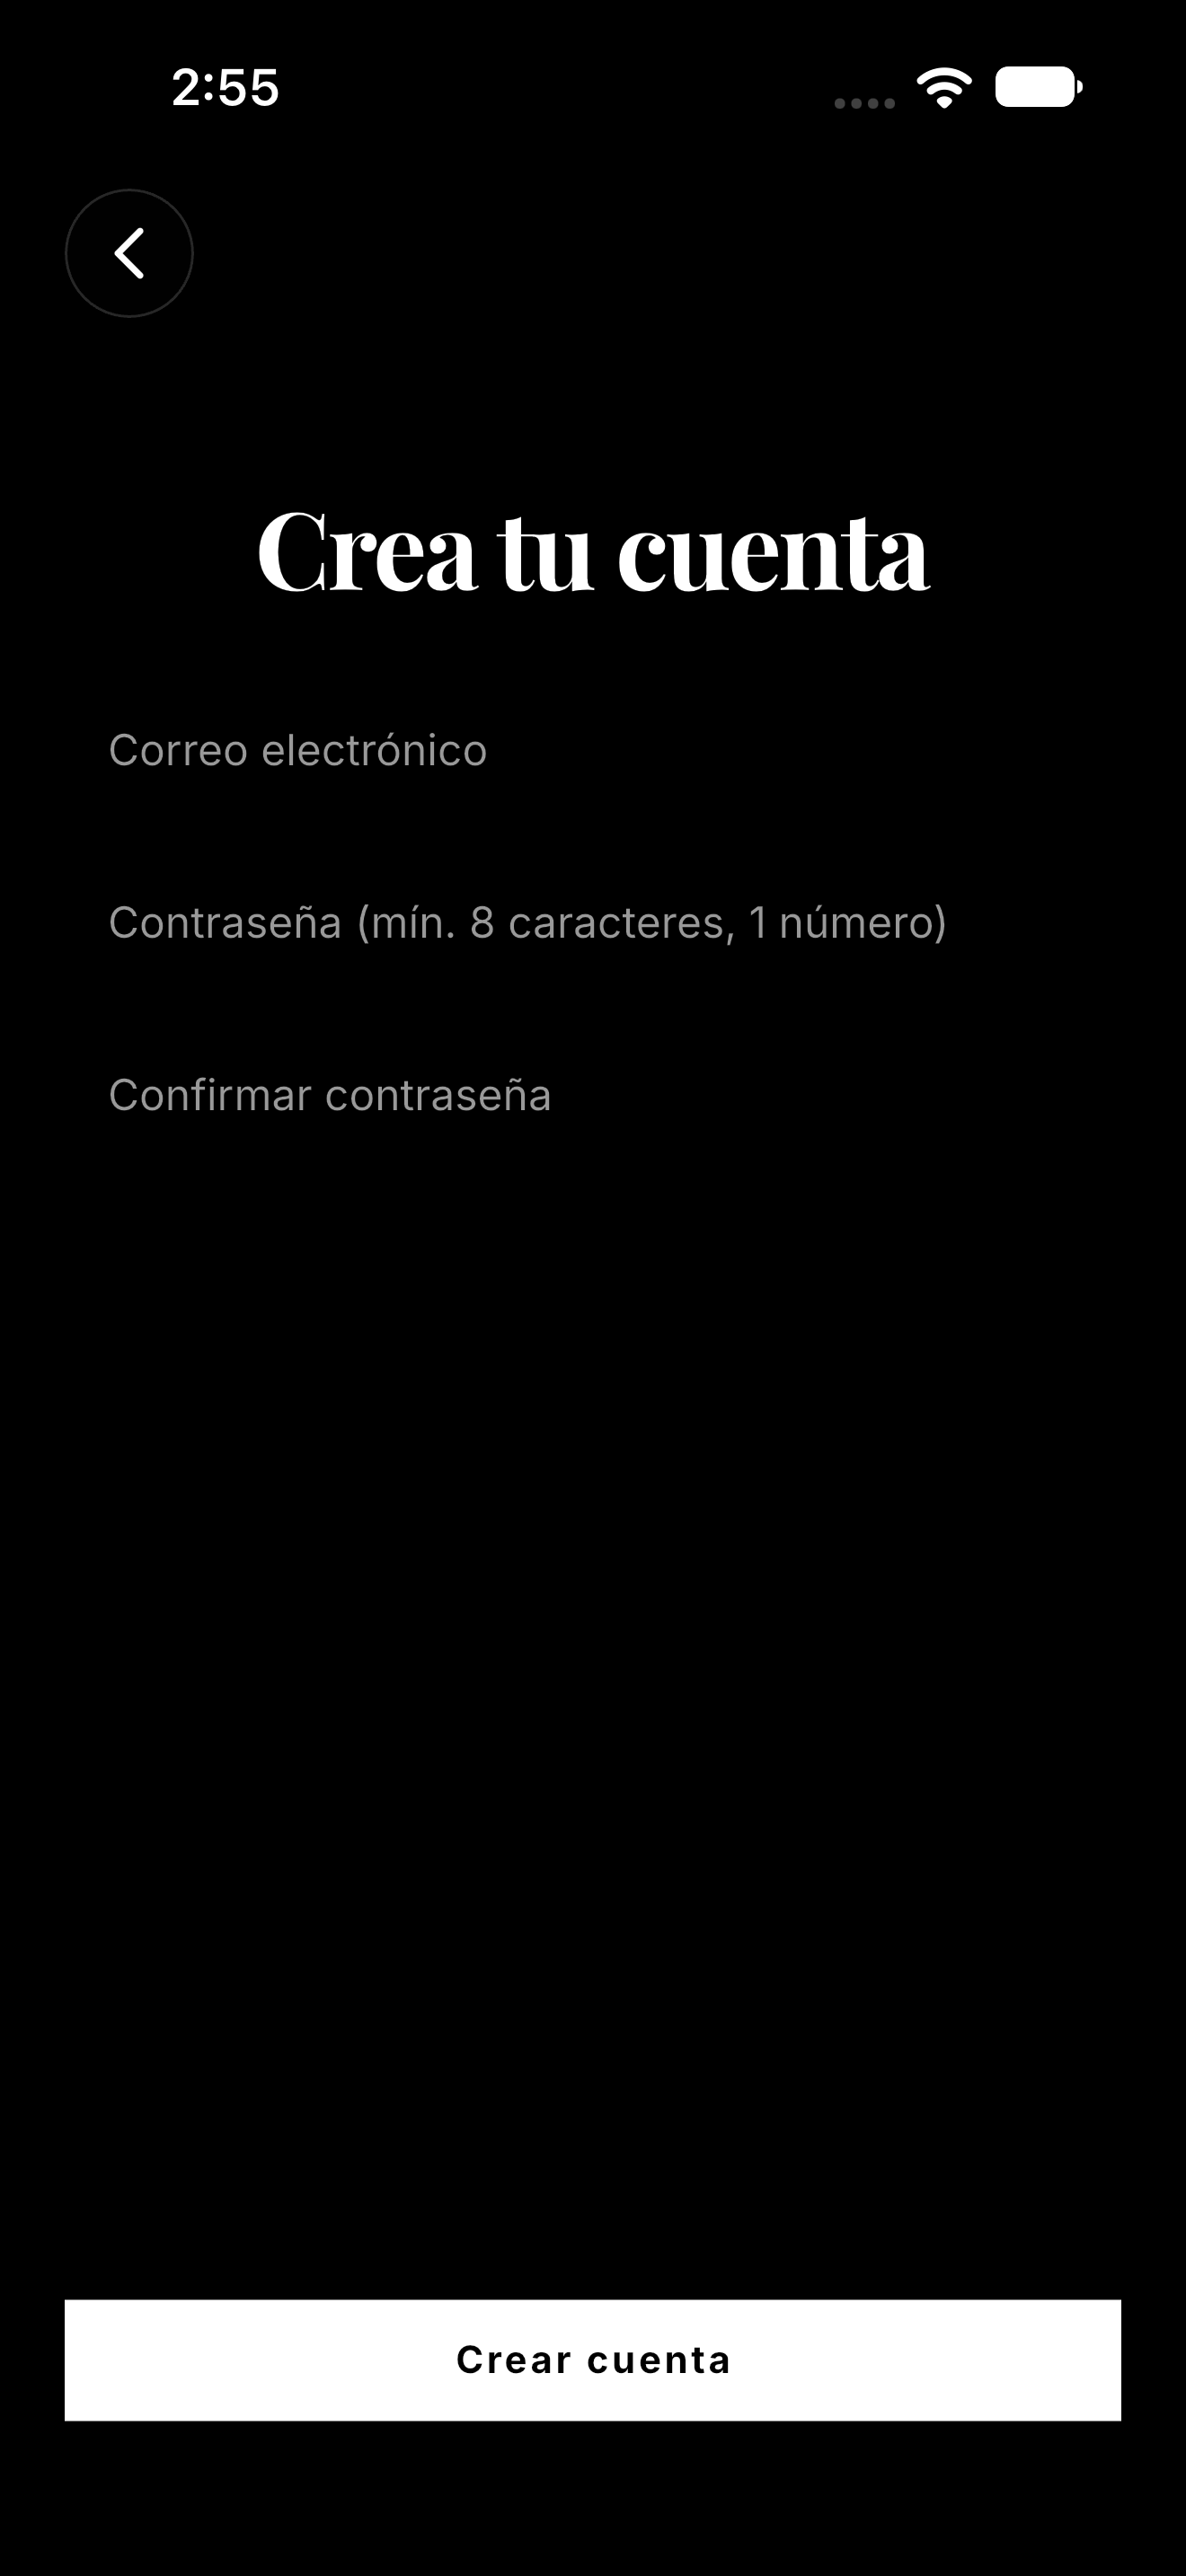 2:55
Crea tu cuenta
Correo electrónico
Contraseña (mín. 8 caracteres, 1 número)
Confirmar contraseña
Crear cuenta